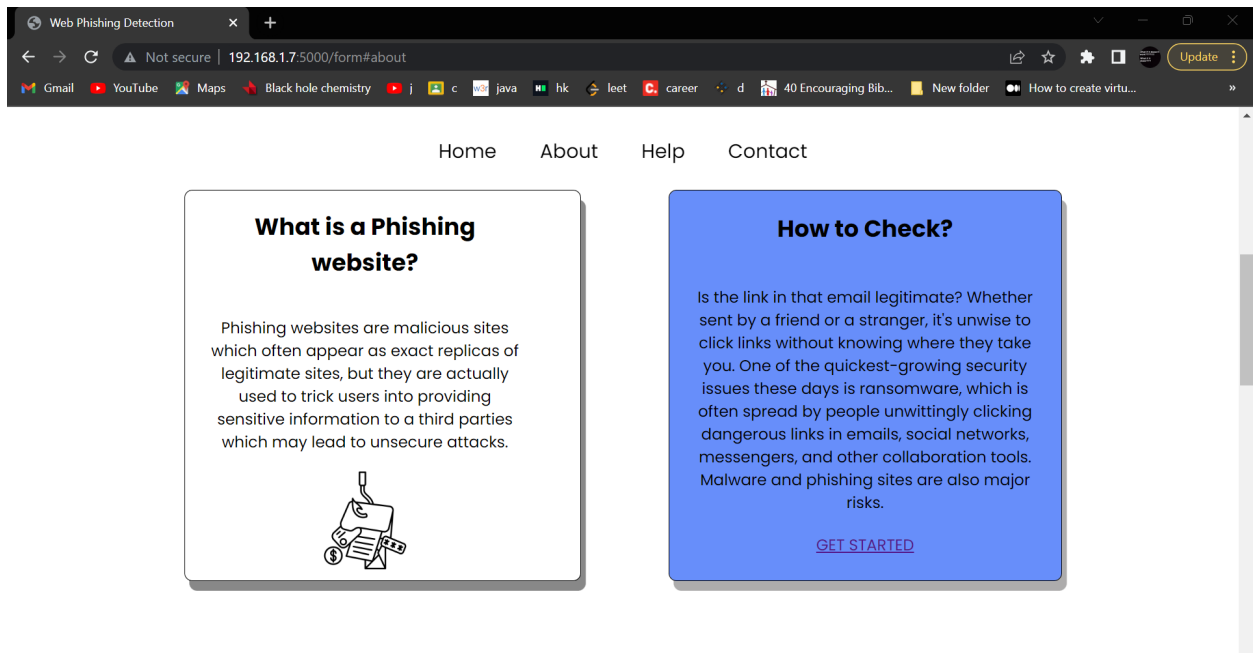 Web Phishing Detection
Not secure | 192.168.1.7:5000/form#about
Update
Gmail YouTube Maps Black hole chemistry j c w3r java hk leet C. career d 40 Encouraging Bib... New folder How to create virtu... »
Home About Help Contact
What is a Phishing
website?
Phishing websites are malicious sites
which often appear as exact replicas of
legitimate sites, but they are actually
used to trick users into providing
sensitive information to a third parties
which may lead to unsecure attacks.
$
***
How to Check?
Is the link in that email legitimate? Whether
sent by a friend or a stranger, it's unwise to
click links without knowing where they take
you. One of the quickest-growing security
issues these days is ransomware, which is
often spread by people unwittingly clicking
dangerous links in emails, social networks,
messengers, and other collaboration tools.
Malware and phishing sites are also major
risks.
GET STARTED